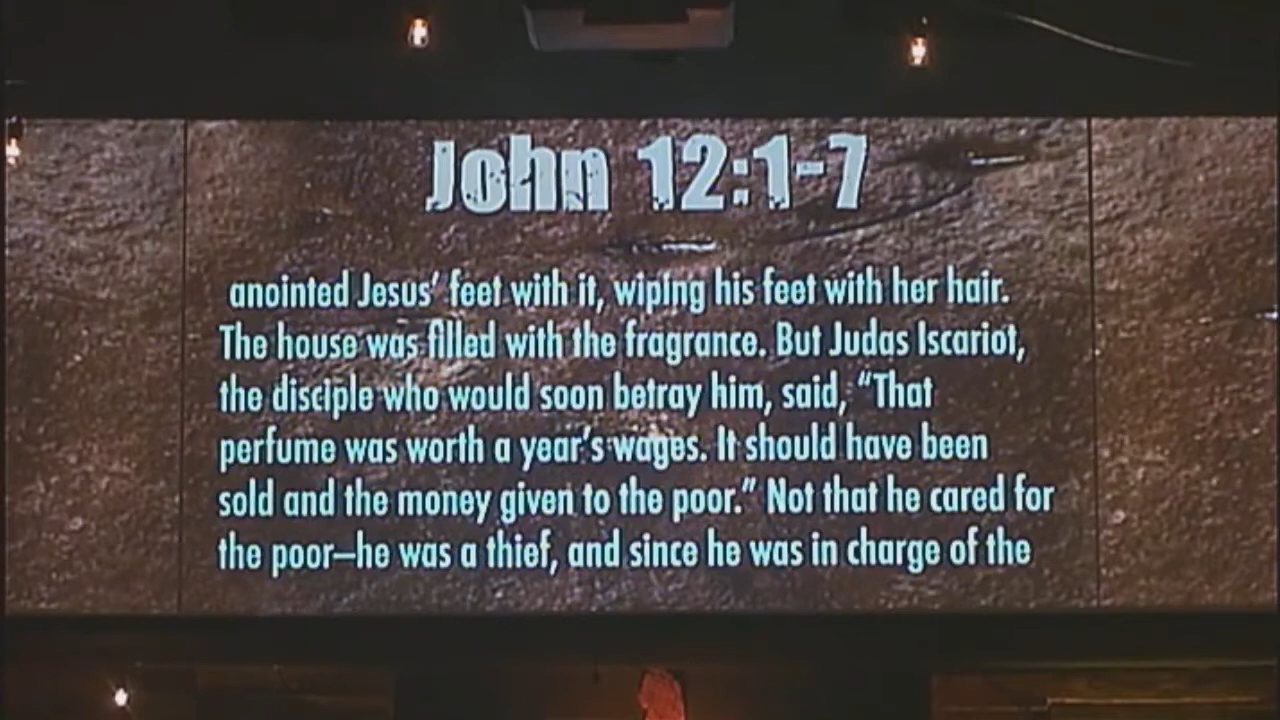 John 12:1-7
anointed Jesus' feet with it, wiping his feet with her hair.
The house was filled with the fragrance. But Judas Iscariot,
the disciple who would soon betray him, said, “That
perfume was worth a year's wages. It should have been
sold and the money given to the poor.” Not that he cared for
the poor—he was a thief, and since he was in charge of the